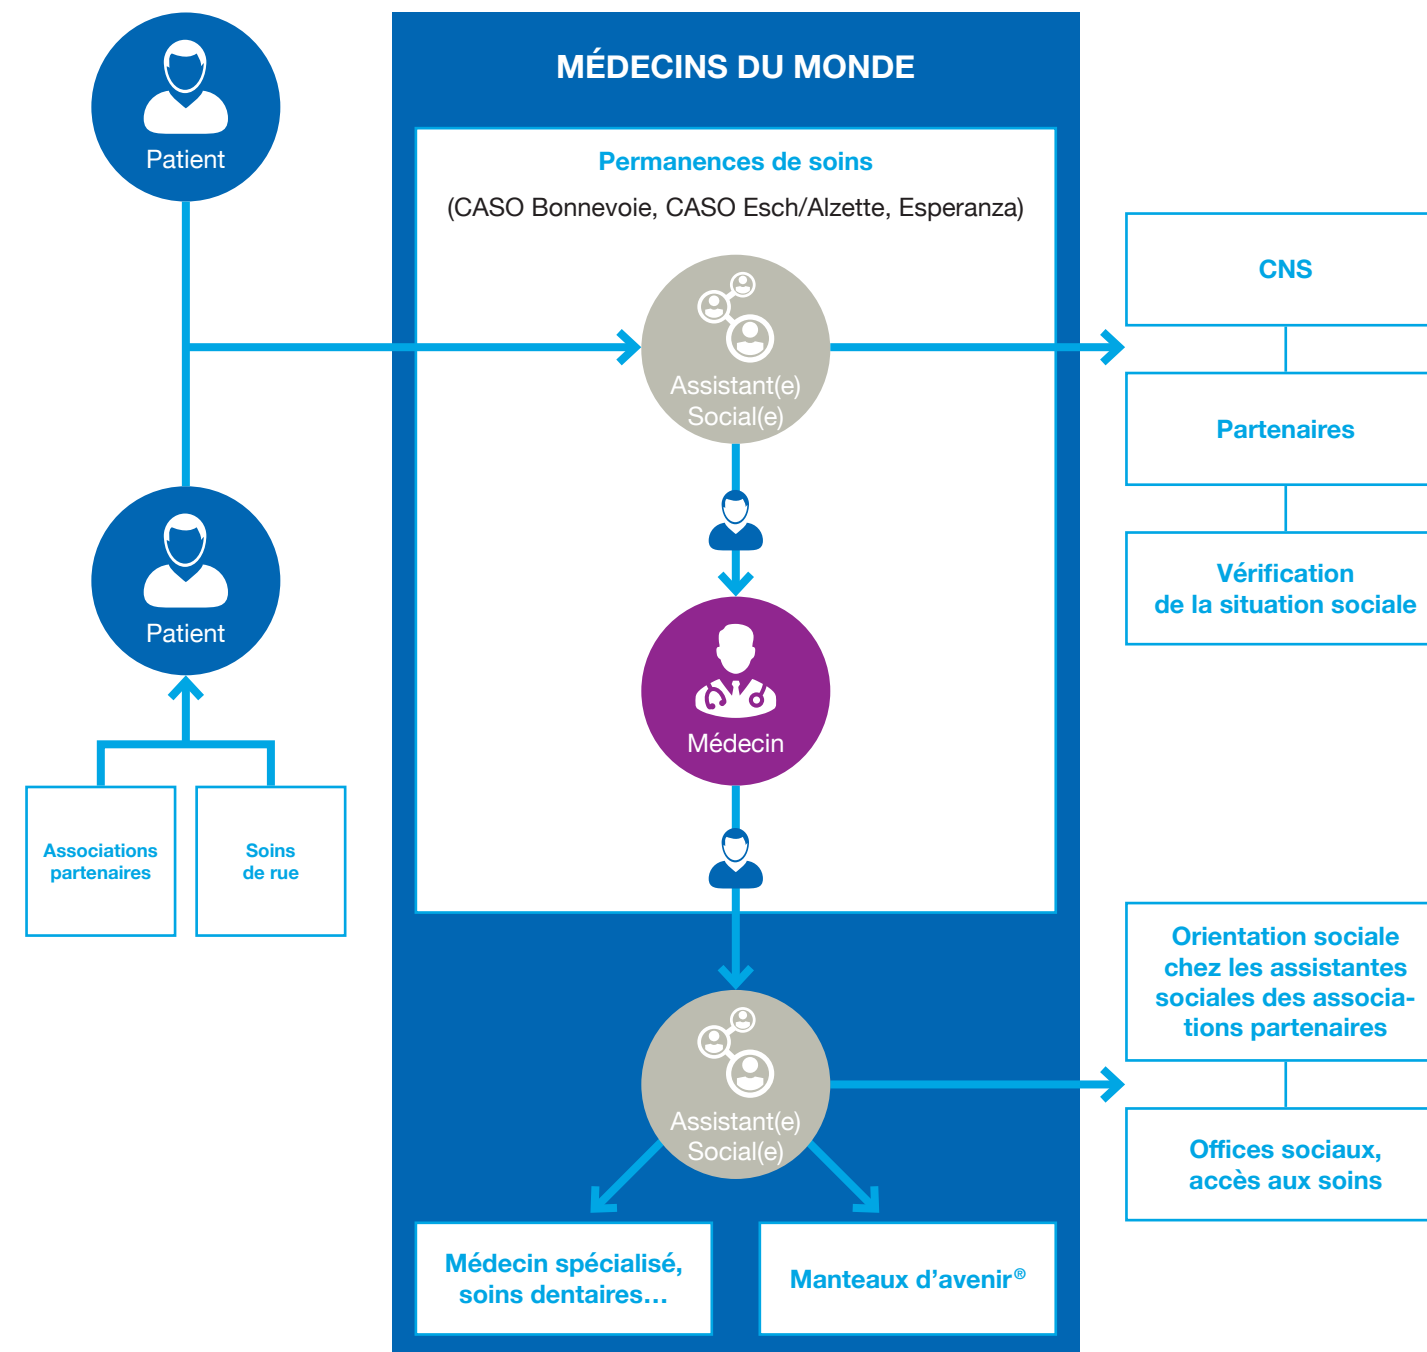 MÉDECINS DU MONDE
Patient
Permanences de soins
(CASO Bonnevoie, CASO Esch/Alzette, Esperanza)
Assistant(e)
Social(e)
CNS
Partenaires
Vérification
de la situation sociale
Patient
Médecin
Associations
partenaires
Soins
de rue
Orientation sociale
chez les assistantes
sociales des associa-
tions partenaires
Assistant(e)
Social(e)
Offices sociaux,
accès aux soins
Médecin spécialisé,
soins dentaires…
Manteaux d’avenir®